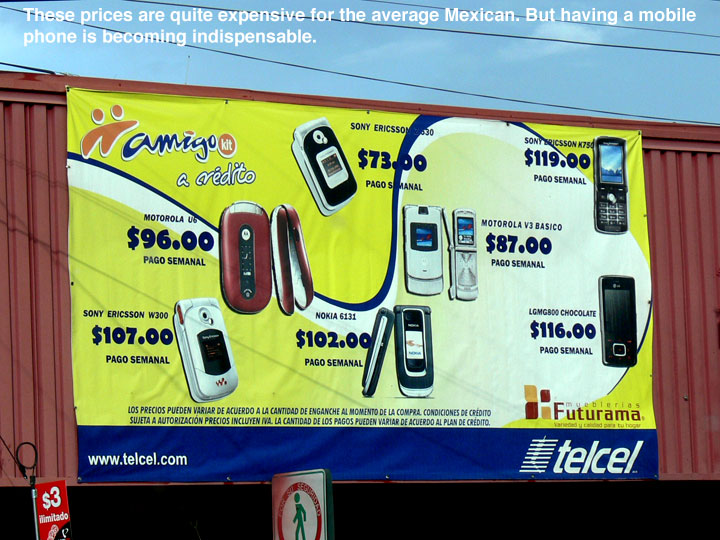 These prices are quite expensive for the average Mexican. But having a mobile
phone is becoming indispensable.
amigo kit
a crédito
SONY ERICSSON
$73.00
PAGO SEMANAL
SONY ERICSSON K750
$119.00
PAGO SEMANAL
MOTOROLA U6
$96.00
PAGO SEMANAL
MOTOROLA V3 BASICO
$87.00
PAGO SEMANAL
SONY ERICSSON W300
$107.00
PAGO SEMANAL
NOKIA 6131
$102.00
PAGO SEMANAL
NOKIA
LGMG800 CHOCOLATE
$116.00
PAGO SEMANAL
LOS PRECIOS PUEDEN VARIAR DE ACUERDO A LA CANTIDAD DE ENGANCHE AL MOMENTO DE LA COMPRA. CONDICIONES DE CRÉDITO
SUJETA A AUTORIZACIÓN PRECIOS INCLUYEN IVA. LA CANTIDAD DE LOS PAGOS PUEDEN VARIAR DE ACUERDO AL PLAN DE CRÉDITO.
mueblerias
Futurama
Variedad y calidad para tu hogar
www.telcel.com
telcel
$3
ilimitado